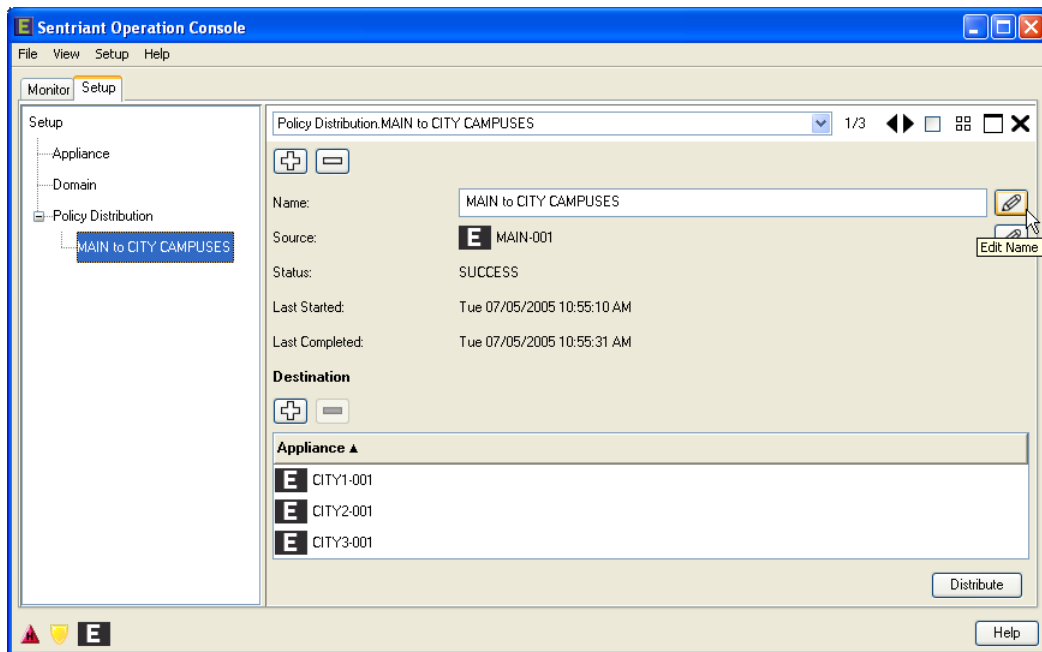 E Sentriant Operation Console
File View Setup Help
Monitor Setup
Setup
Appliance
Domain
Policy Distribution
MAIN to CITY CAMPUSES
Policy Distribution.MAIN to CITY CAMPUSES 1/3
Name: MAIN to CITY CAMPUSES
Source: E MAIN-001
Edit Name
Status: SUCCESS
Last Started: Tue 07/05/2005 10:55:10 AM
Last Completed: Tue 07/05/2005 10:55:31 AM
Destination
Appliance
E CITY1-001
E CITY2-001
E CITY3-001
Distribute
H E Help